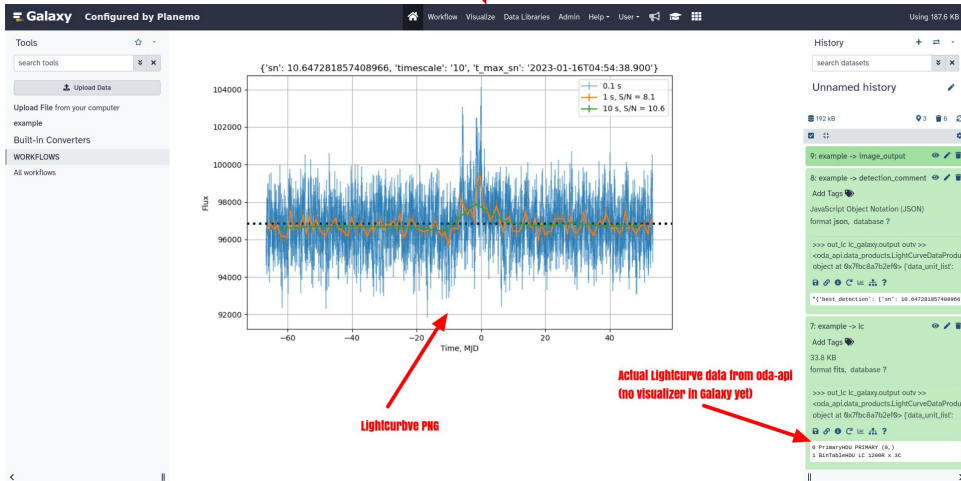 Galaxy Configured by Planemo
Workflow Visualize Data Libraries Admin Help User
Using 187.6 KB
Tools
search tools
Upload Data
Upload File from your computer
example
Built-in Converters
WORKFLOWS
All workflows
{'sn': 10.647281857408966, 'timescale': '10', 't_max_sn': '2023-01-16T04:54:38.900'}
0.1 s
1 s, S/N = 8.1
10 s, S/N = 10.6
Flux
104000
102000
100000
98000
96000
94000
92000
−60 −40 −20 0 20 40
Time, MJD
LightCurbve PNG
Actual LightCurve data from oda-api
(no visualizer in Galaxy yet)
History
search datasets
Unnamed history
192 kB
3 6
9: example -> image_output
8: example -> detection_comment
Add Tags
JavaScript Object Notation (JSON)
format json, database ?
>>> out_lc lc_galaxy.output outv >>
<oda_api.data_products.LightCurveDataProdu
object at 0x7fbc8a7b2ef0> {'data_unit_list':
"{'best_detection': {'sn': 10.647281857408966
7: example -> lc
Add Tags
33.8 KB
format fits, database ?
>>> out_lc lc_galaxy.output outv >>
<oda_api.data_products.LightCurveDataProdu
object at 0x7fbc8a7b2ef0> {'data_unit_list':
0 PrimaryHDU PRIMARY (0,)
1 BinTableHDU LC 1200R x 3C